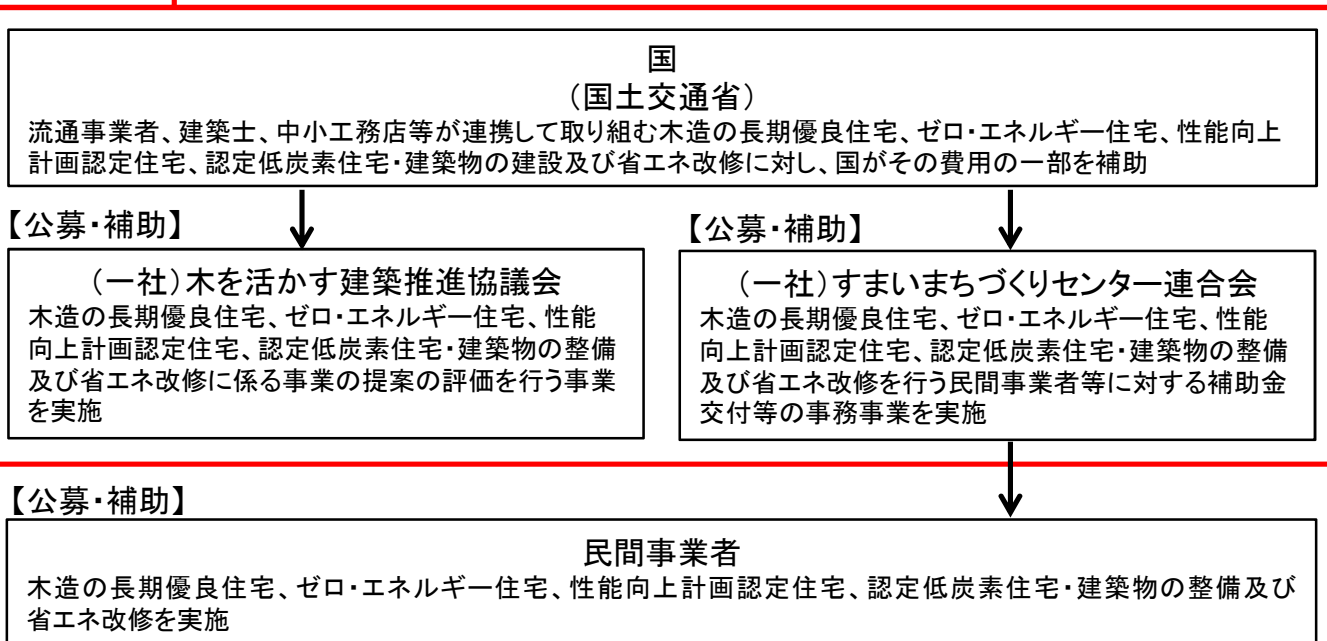 国
（国土交通省）
流通事業者、建築士、中小工務店等が連携して取り組む木造の長期優良住宅、ゼロ・エネルギー住宅、性能向上
計画認定住宅、認定低炭素住宅・建築物の建設及び省エネ改修に対し、国がその費用の一部を補助
【公募・補助】
（一社）木を活かす建築推進協議会
木造の長期優良住宅、ゼロ・エネルギー住宅、性能
向上計画認定住宅、認定低炭素住宅・建築物の整備
及び省エネ改修に係る事業の提案の評価を行う事業
を実施
【公募・補助】
（一社）すまいまちづくりセンター連合会
木造の長期優良住宅、ゼロ・エネルギー住宅、性能
向上計画認定住宅、認定低炭素住宅・建築物の整備
及び省エネ改修を行う民間事業者等に対する補助金
交付等の事務事業を実施
【公募・補助】
民間事業者
木造の長期優良住宅、ゼロ・エネルギー住宅、性能向上計画認定住宅、認定低炭素住宅・建築物の整備及び
省エネ改修を実施